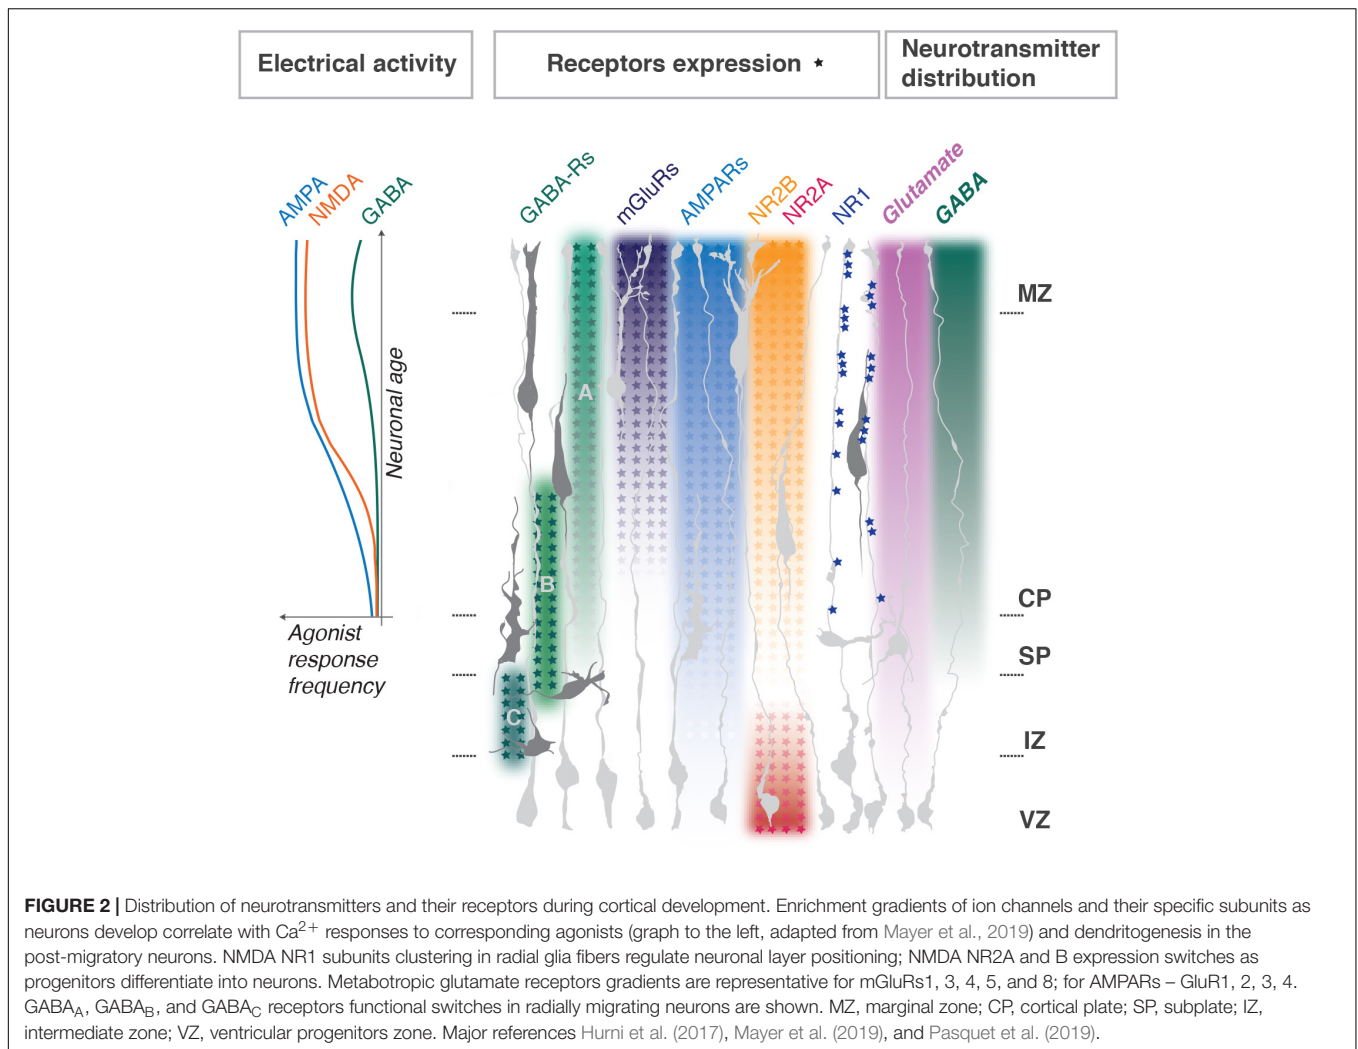 Electrical activity
Receptors expression ★
Neurotransmitter
distribution
AMPA
NMDA
GABA
GABA-Rs
mGluRs
AMPARs
NR2B
NR2A
NR1
Glutamate
GABA
Neuronal age
Agonist
response
frequency
A
B
C
MZ
CP
SP
IZ
VZ
FIGURE 2 | Distribution of neurotransmitters and their receptors during cortical development. Enrichment gradients of ion channels and their specific subunits as
neurons develop correlate with Ca2+ responses to corresponding agonists (graph to the left, adapted from Mayer et al., 2019) and dendritogenesis in the
post-migratory neurons. NMDA NR1 subunits clustering in radial glia fibers regulate neuronal layer positioning; NMDA NR2A and B expression switches as
progenitors differentiate into neurons. Metabotropic glutamate receptors gradients are representative for mGluRs1, 3, 4, 5, and 8; for AMPARs – GluR1, 2, 3, 4.
GABAA, GABAB, and GABAC receptors functional switches in radially migrating neurons are shown. MZ, marginal zone; CP, cortical plate; SP, subplate; IZ,
intermediate zone; VZ, ventricular progenitors zone. Major references Hurni et al. (2017), Mayer et al. (2019), and Pasquet et al. (2019).